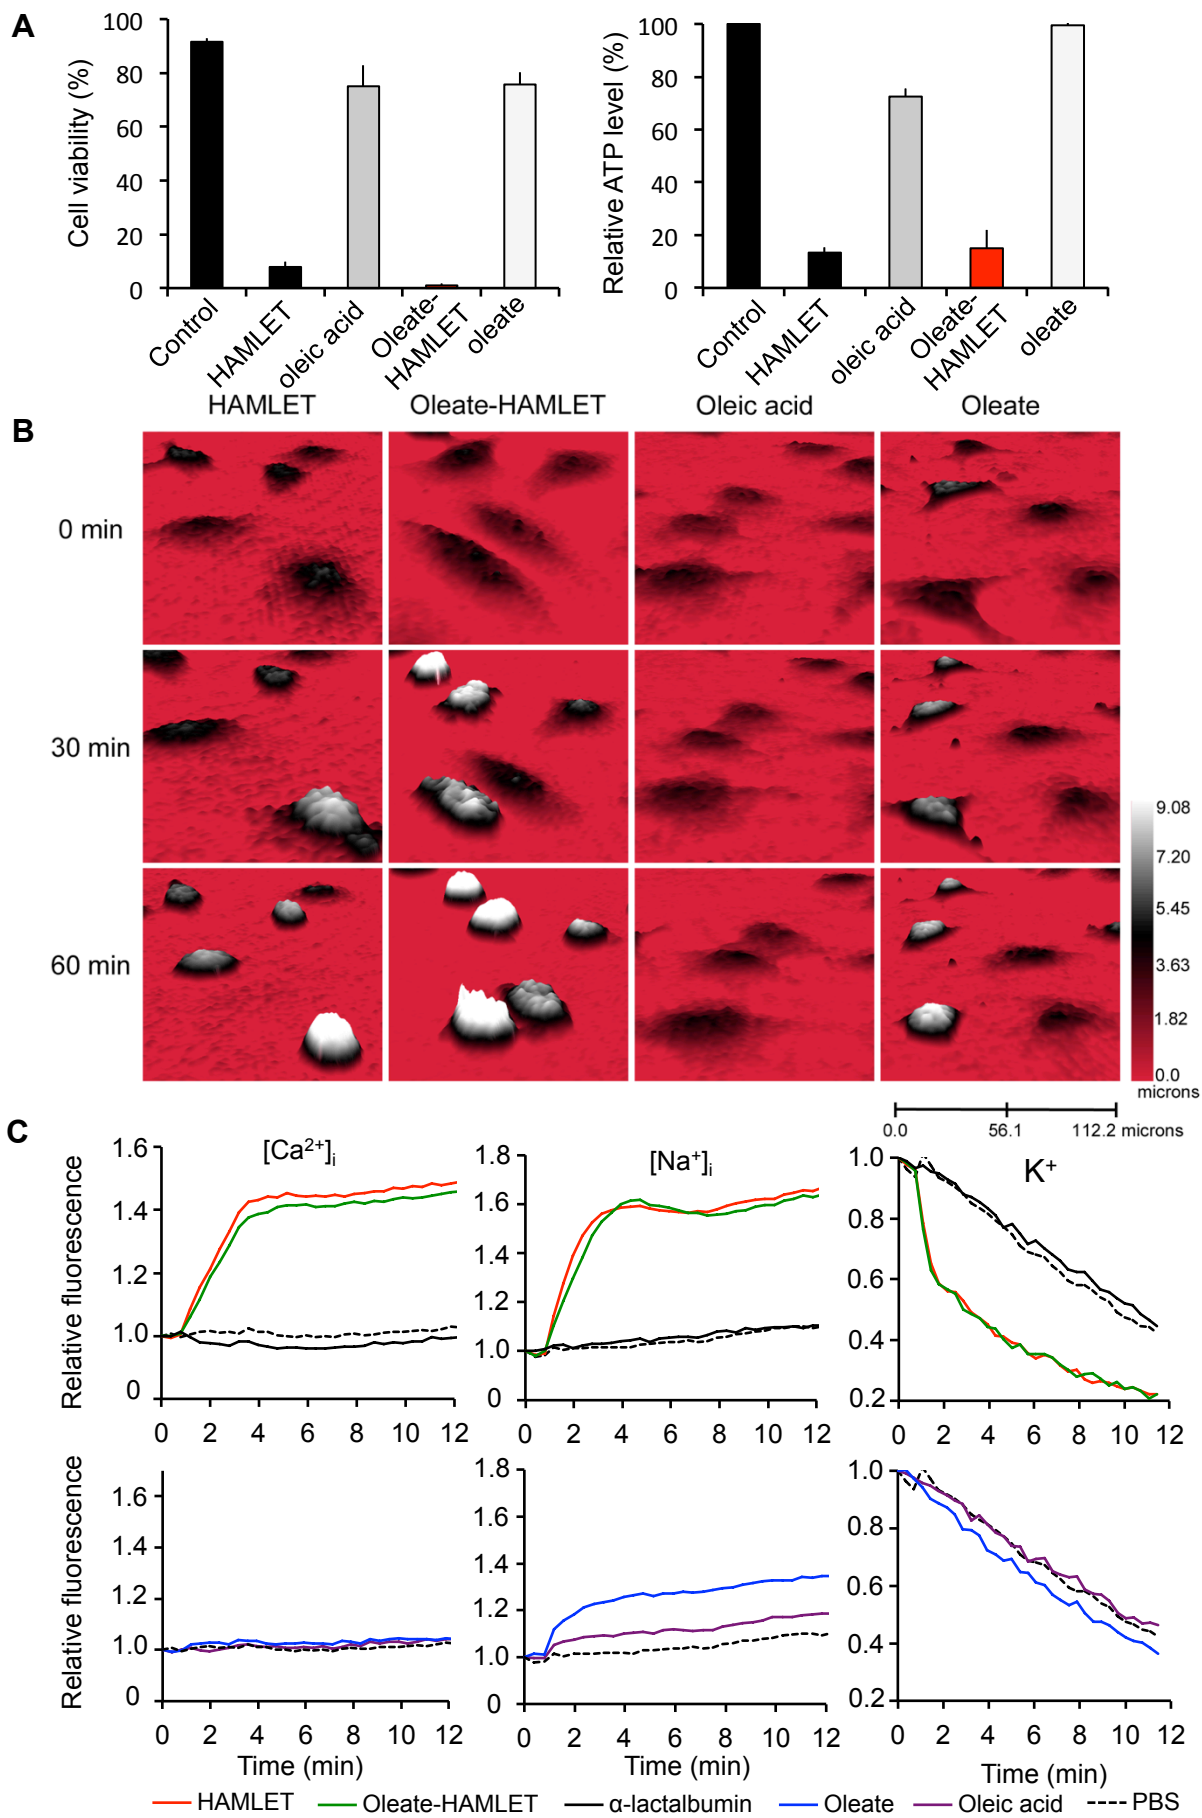 A
Cell viability (%)
100
80
60
40
20
0
Control
HAMLET
oleic acid
Oleate-
HAMLET
oleate
Relative ATP level (%)
100
80
60
40
20
0
Control
HAMLET
oleic acid
Oleate-
HAMLET
oleate
B
HAMLET Oleate-HAMLET Oleic acid Oleate
0 min
30 min
60 min
9.08
7.20
5.45
3.63
1.82
0.0
microns
0.0 56.1 112.2 microns
C
[Ca²⁺]ᵢ
Relative fluorescence
1.6
1.4
1.2
1.0
0
0 2 4 6 8 10 12
[Na⁺]ᵢ
1.8
1.6
1.4
1.2
1.0
0
0 2 4 6 8 10 12
K⁺
1.0
0.8
0.6
0.4
0.2
0 2 4 6 8 10 12
Relative fluorescence
1.6
1.4
1.2
1.0
0
0 2 4 6 8 10 12
Time (min)
1.8
1.6
1.4
1.2
1.0
0
0 2 4 6 8 10 12
Time (min)
1.0
0.8
0.6
0.4
0.2
0 2 4 6 8 10 12
Time (min)
HAMLET Oleate-HAMLET α-lactalbumin Oleate Oleic acid PBS